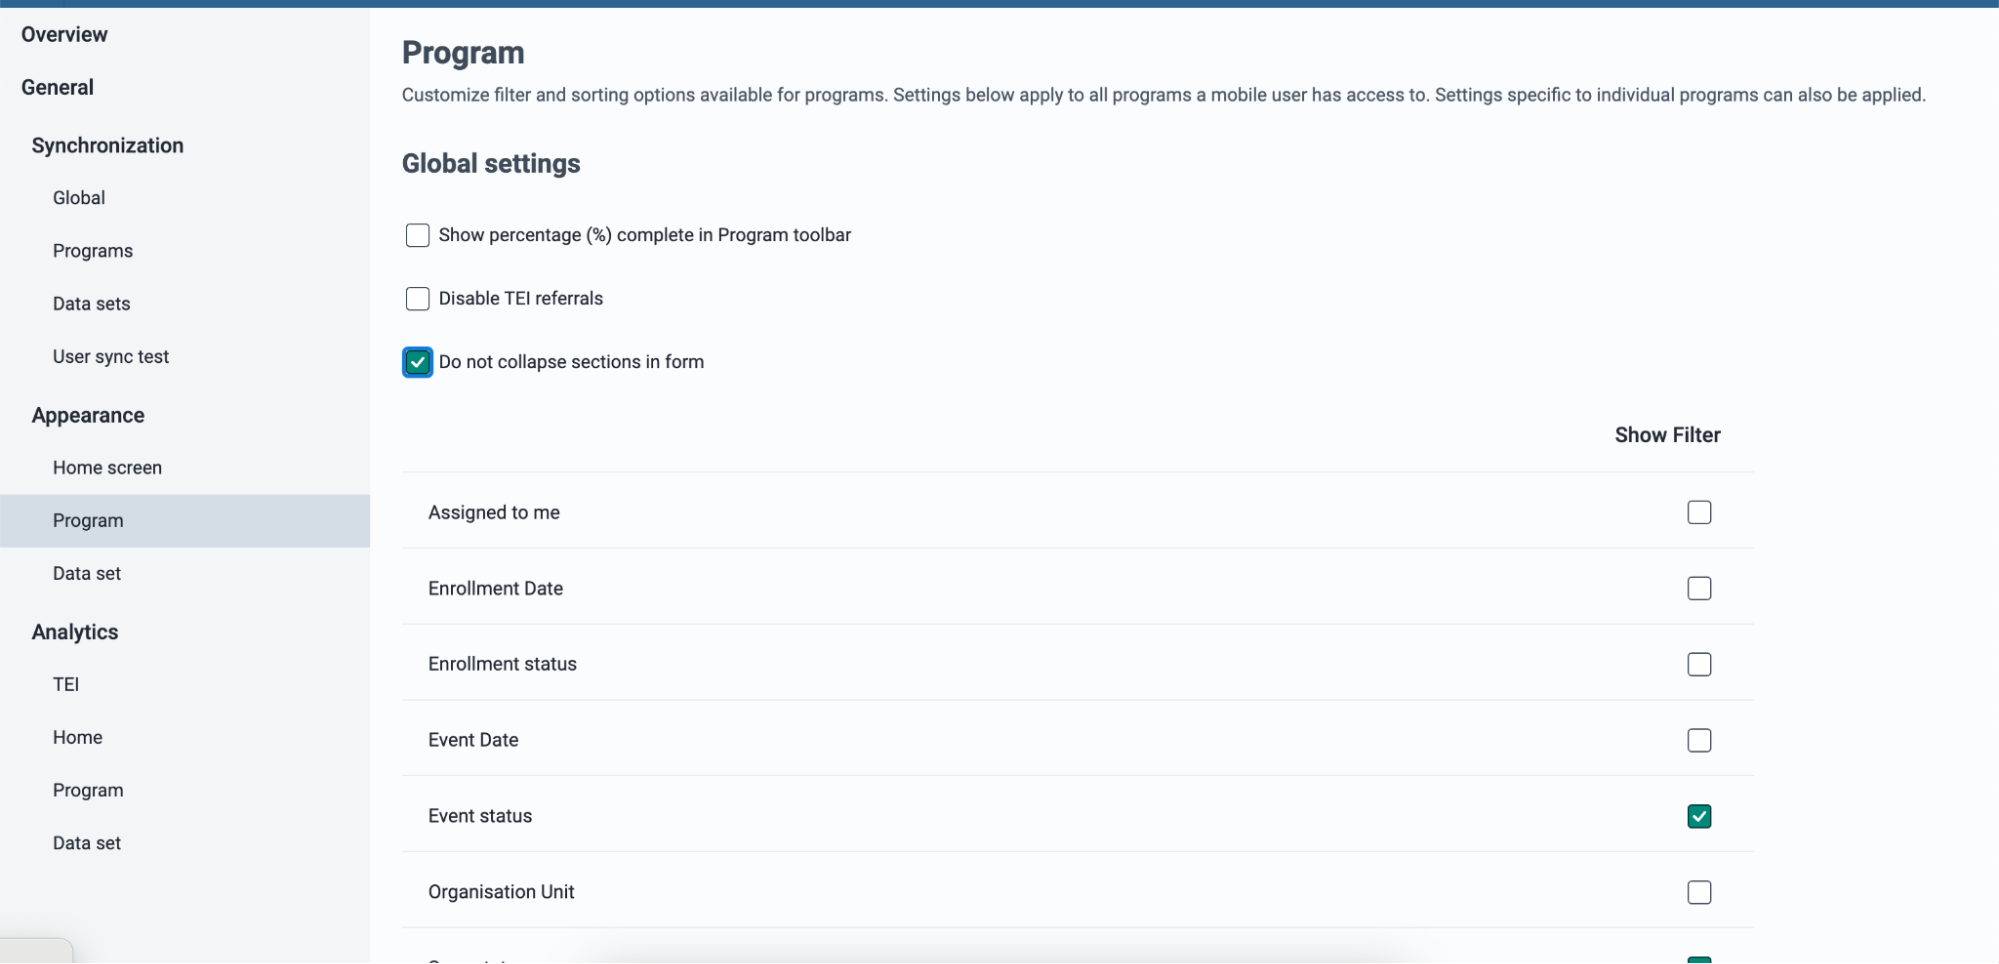 Overview
General
Synchronization
Global
Programs
Data sets
User sync test
Appearance
Home screen
Program
Data set
Analytics
TEI
Home
Program
Data set
Program
Customize filter and sorting options available for programs. Settings below apply to all programs a mobile user has access to. Settings specific to individual programs can also be applied.
Global settings
Show percentage (%) complete in Program toolbar
Disable TEI referrals
Do not collapse sections in form
Show Filter
Assigned to me
Enrollment Date
Enrollment status
Event Date
Event status
Organisation Unit